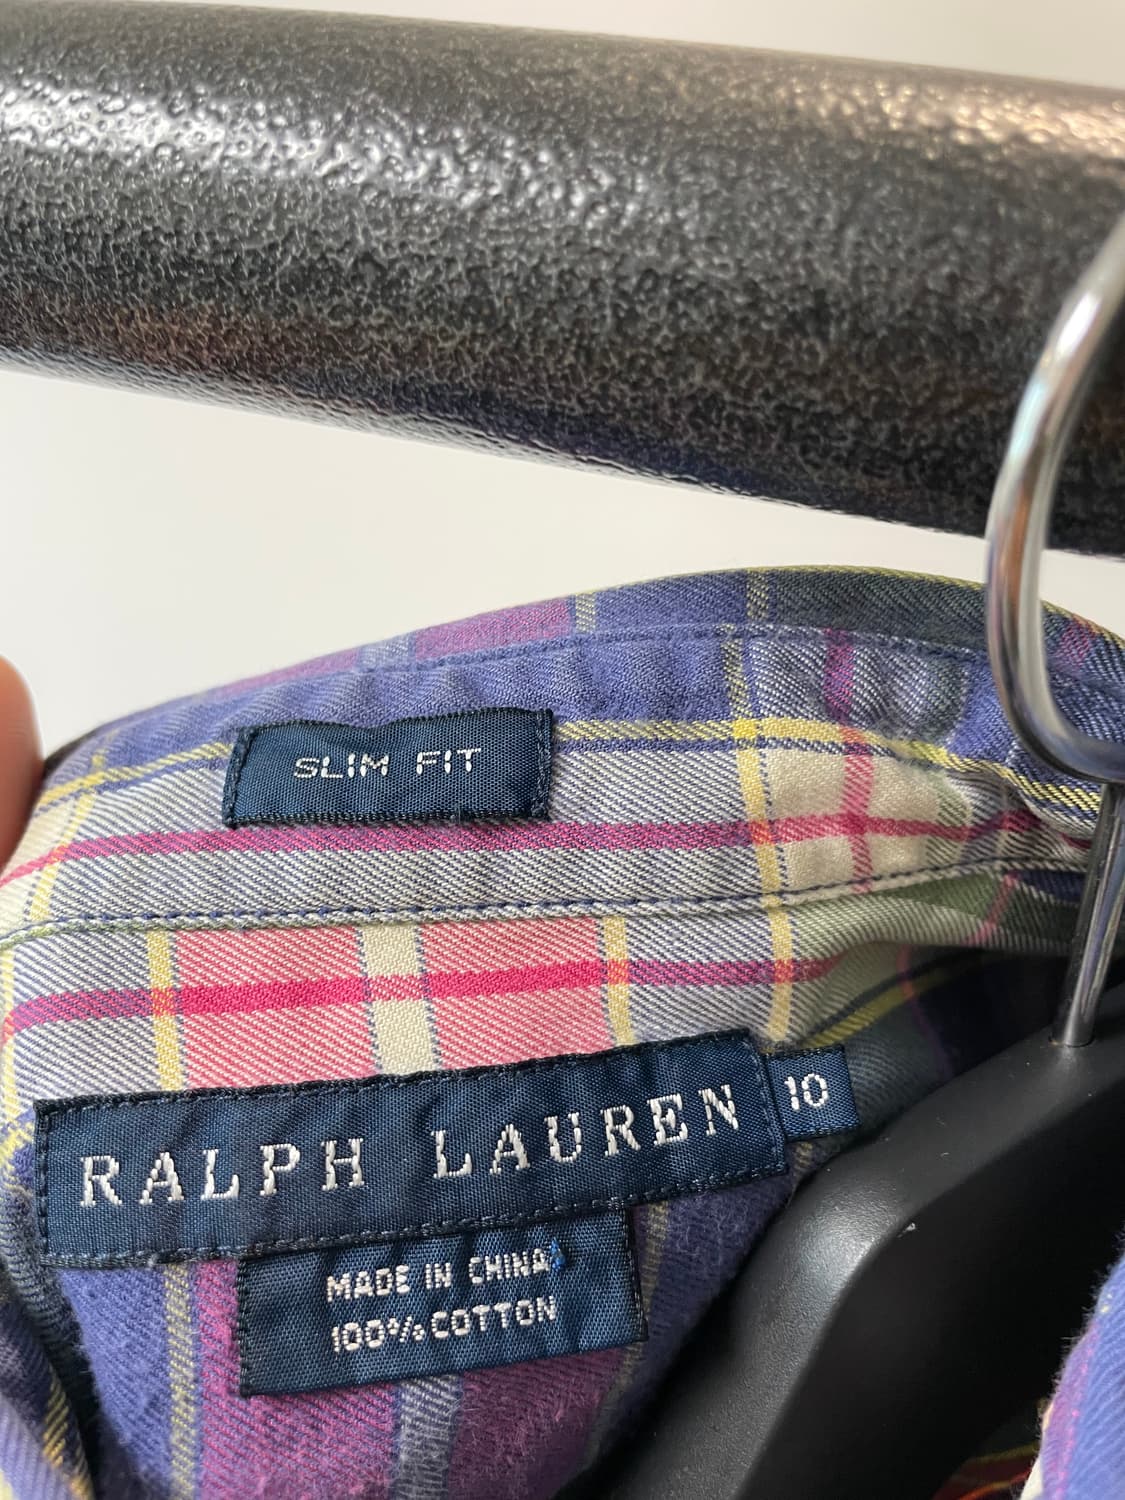 SLIM FIT
RALPH LAUREN
10
MADE IN CHINA
100% COTTON